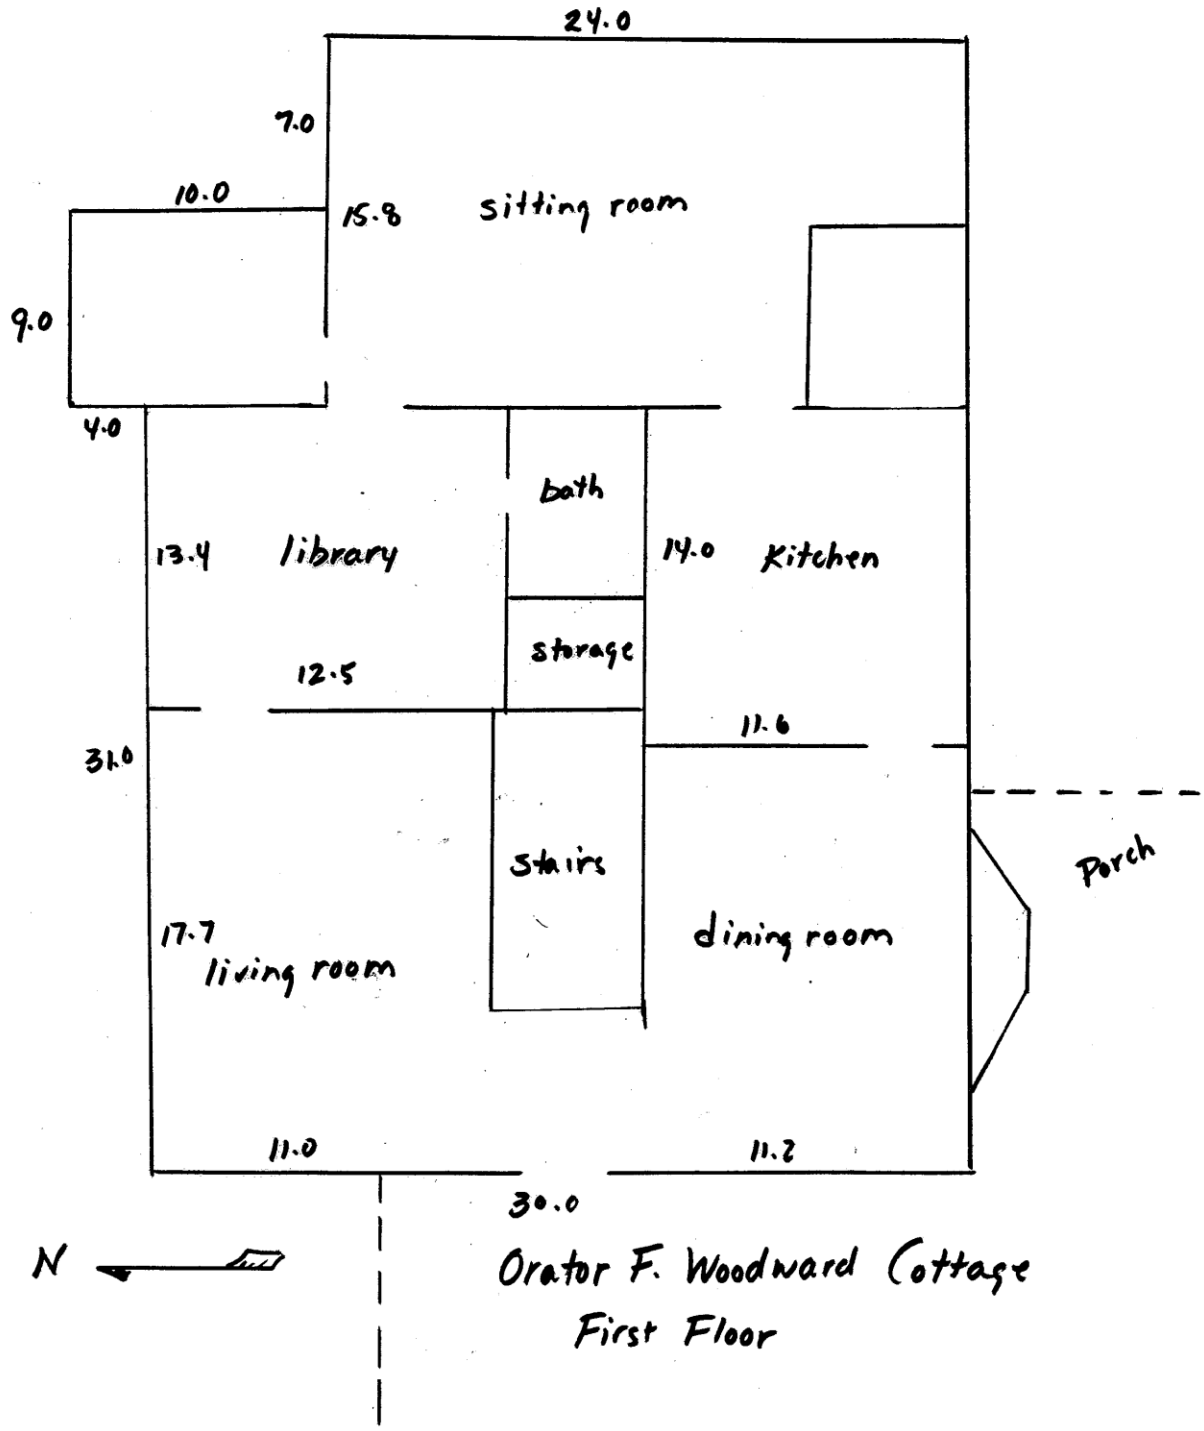 24.0
7.0
10.0
15.8
sitting room
9.0
4.0
bath
13.4
library
14.0
Kitchen
storage
12.5
11.6
31.0
Porch
stairs
17.7
dining room
living room
11.0
11.2
30.0
N
Orator F. Woodward Cottage
First Floor